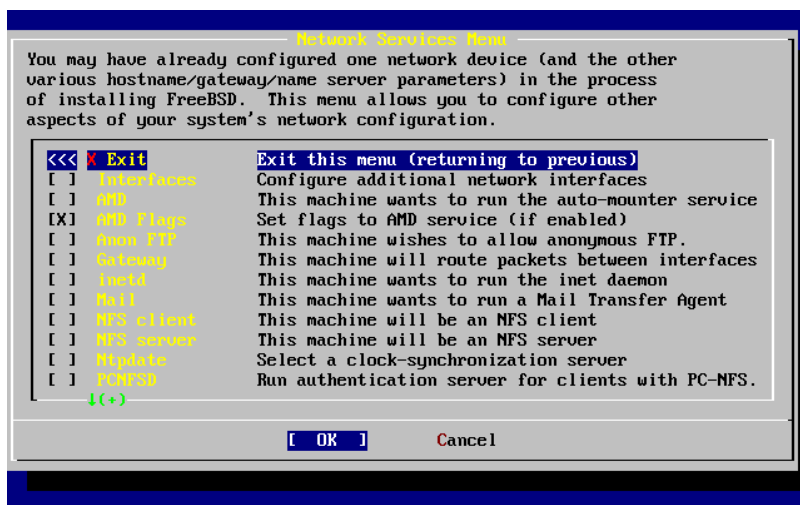 Network Services Menu
You may have already configured one network device (and the other
various hostname/gateway/name server parameters) in the process
of installing FreeBSD.  This menu allows you to configure other
aspects of your system's network configuration.
<<< X Exit Exit this menu (returning to previous)
[ ] Interfaces Configure additional network interfaces
[ ] AMD This machine wants to run the auto-mounter service
[X] AMD Flags Set flags to AMD service (if enabled)
[ ] Anon FTP This machine wishes to allow anonymous FTP.
[ ] Gateway This machine will route packets between interfaces
[ ] inetd This machine wants to run the inet daemon
[ ] Mail This machine wants to run a Mail Transfer Agent
[ ] NFS client This machine will be an NFS client
[ ] NFS server This machine will be an NFS server
[ ] Ntpdate Select a clock-synchronization server
[ ] PCNFSD Run authentication server for clients with PC-NFS.
↓(+)
[ OK ] Cancel